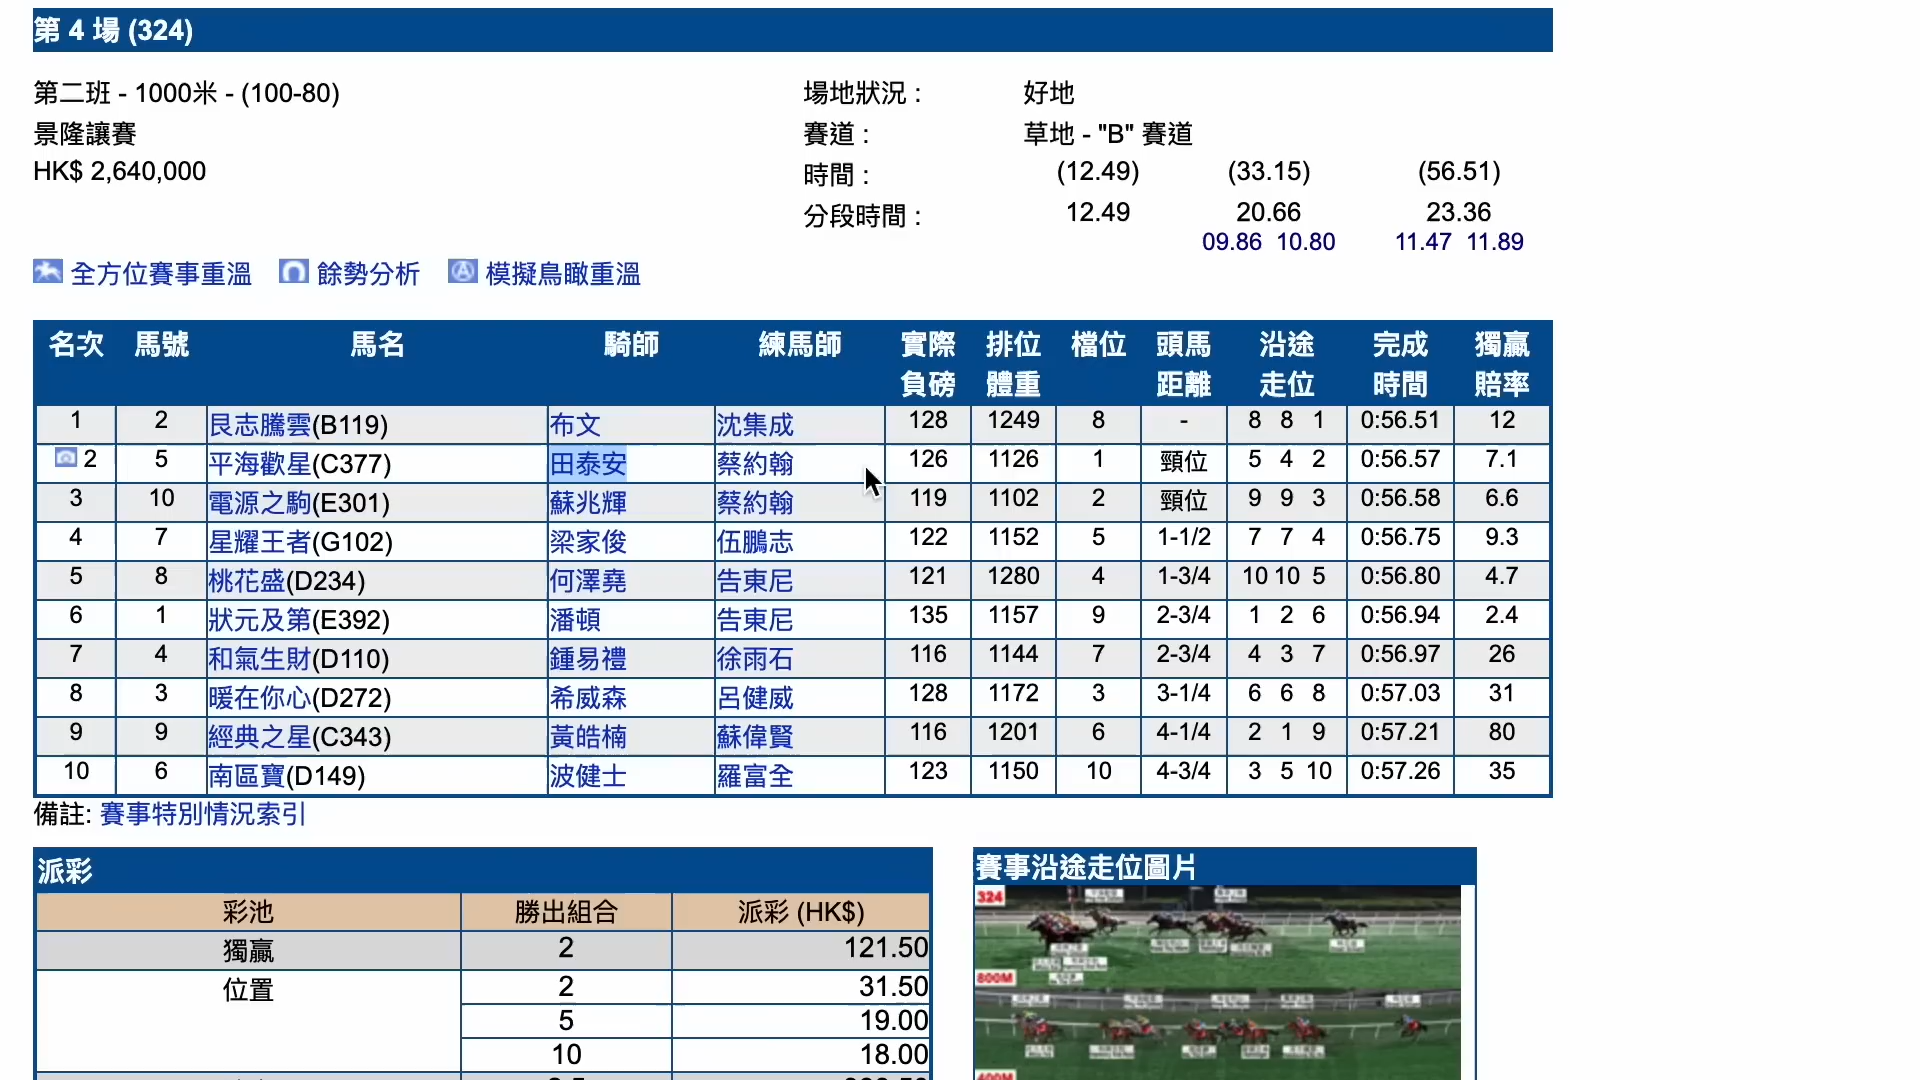 第 4 場 (324)
第二班 - 1000米 - (100-80)
場地狀況 : 好地
景隆讓賽
賽道 : 草地 - "B" 賽道
HK$ 2,640,000
時間 : (12.49) (33.15) (56.51)
分段時間 : 12.49 20.66 23.36
09.86 10.80 11.47 11.89
全方位賽事重溫 餘勢分析 模擬鳥瞰重溫
名次 馬號 馬名 騎師 練馬師 實際負磅 排位體重 檔位 頭馬距離 沿途走位 完成時間 獨贏賠率
1 2 艮志騰雲(B119) 布文 沈集成 128 1249 8 - 8 8 1 0:56.51 12
2 5 平海歡星(C377) 田泰安 蔡約翰 126 1126 1 頸位 5 4 2 0:56.57 7.1
3 10 電源之駒(E301) 蘇兆輝 蔡約翰 119 1102 2 頸位 9 9 3 0:56.58 6.6
4 7 星耀王者(G102) 梁家俊 伍鵬志 122 1152 5 1-1/2 7 7 4 0:56.75 9.3
5 8 桃花盛(D234) 何澤堯 告東尼 121 1280 4 1-3/4 10 10 5 0:56.80 4.7
6 1 狀元及第(E392) 潘頓 告東尼 135 1157 9 2-3/4 1 2 6 0:56.94 2.4
7 4 和氣生財(D110) 鍾易禮 徐雨石 116 1144 7 2-3/4 4 3 7 0:56.97 26
8 3 暖在你心(D272) 希威森 呂健威 128 1172 3 3-1/4 6 6 8 0:57.03 31
9 9 經典之星(C343) 黃皓楠 蘇偉賢 116 1201 6 4-1/4 2 1 9 0:57.21 80
10 6 南區寶(D149) 波健士 羅富全 123 1150 10 4-3/4 3 5 10 0:57.26 35
備註: 賽事特別情況索引
派彩
彩池 勝出組合 派彩 (HK$)
獨贏 2 121.50
位置 2 31.50
5 19.00
10 18.00
賽事沿途走位圖片
324
800M